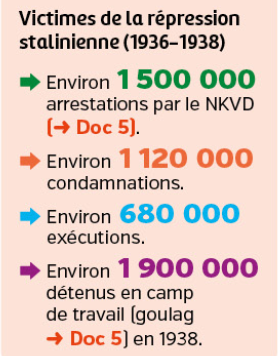 Victimes de la répression
stalinienne (1936–1938)
➜ Environ 1 500 000
arrestations par le NKVD
(➜ Doc 5).
➜ Environ 1 120 000
condamnations.
➜ Environ 680 000
exécutions.
➜ Environ 1 900 000
détenus en camp
de travail (goulag
➜ Doc 5) en 1938.